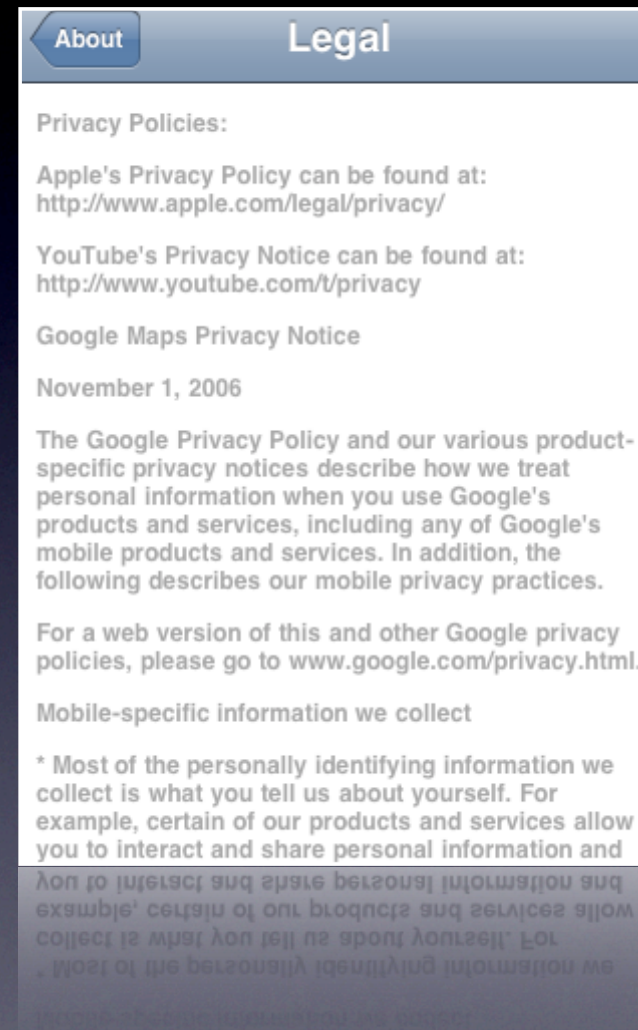 About
Legal
Privacy Policies:
Apple's Privacy Policy can be found at:
http://www.apple.com/legal/privacy/
YouTube's Privacy Notice can be found at:
http://www.youtube.com/t/privacy
Google Maps Privacy Notice
November 1, 2006
The Google Privacy Policy and our various product-
specific privacy notices describe how we treat
personal information when you use Google's
products and services, including any of Google's
mobile products and services. In addition, the
following describes our mobile privacy practices.
For a web version of this and other Google privacy
policies, please go to www.google.com/privacy.html.
Mobile-specific information we collect
* Most of the personally identifying information we
collect is what you tell us about yourself. For
example, certain of our products and services allow
you to interact and share personal information and